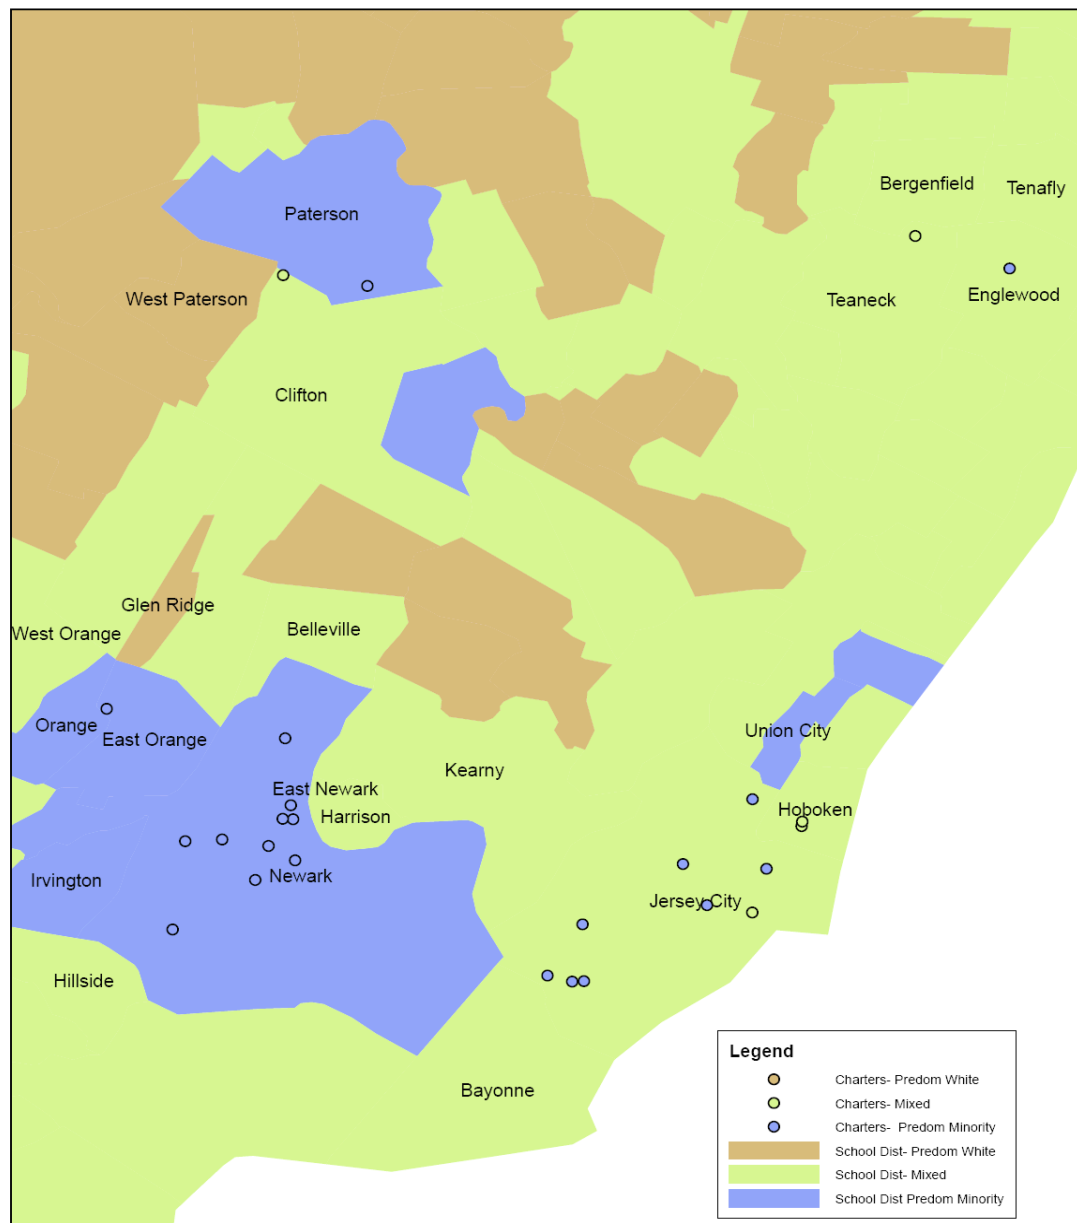 Bergenfield
Tenafly
Paterson
Englewood
West Paterson
Teaneck
Clifton
Glen Ridge
West Orange
Belleville
Orange
East Orange
Union City
Kearny
East Newark
Hoboken
Harrison
Newark
Irvington
Jersey City
Hillside
Bayonne
Legend
Charters- Predom White
Charters- Mixed
Charters- Predom Minority
School Dist- Predom White
School Dist- Mixed
School Dist Predom Minority